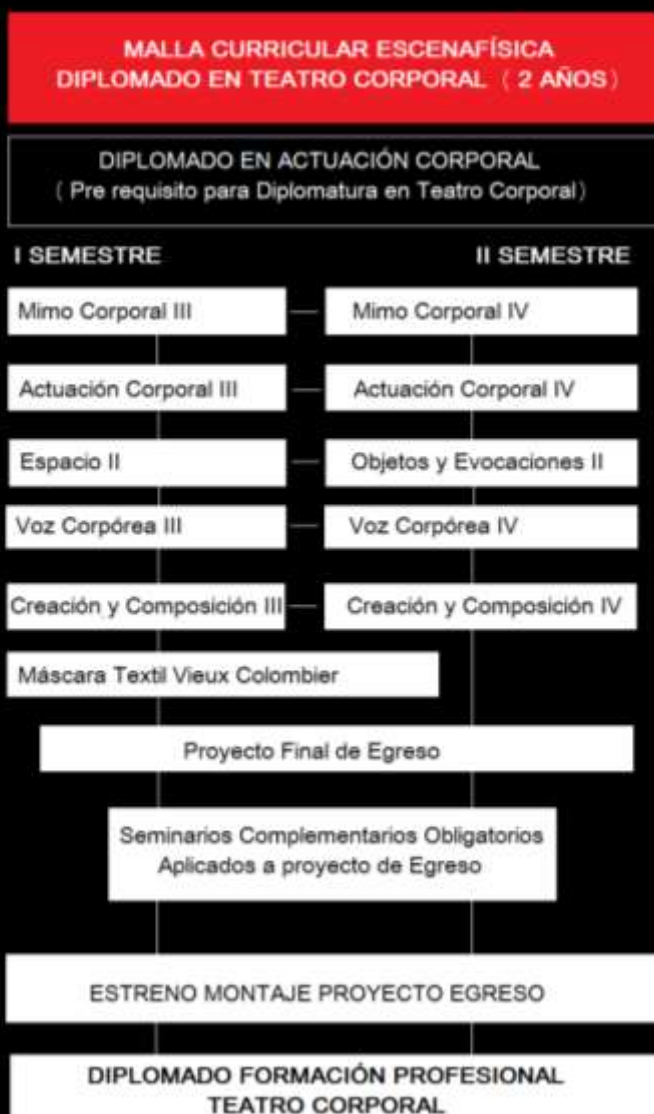 MALLA CURRICULAR ESCENAFÍSICA
DIPLOMADO EN TEATRO CORPORAL ( 2 AÑOS )
DIPLOMADO EN ACTUACIÓN CORPORAL
( Pre requisito para Diplomatura en Teatro Corporal)
I SEMESTRE II SEMESTRE
Mimo Corporal III Mimo Corporal IV
Actuación Corporal III Actuación Corporal IV
Espacio II Objetos y Evocaciones II
Voz Corpórea III Voz Corpórea IV
Creación y Composición III Creación y Composición IV
Máscara Textil Vieux Colombier
Proyecto Final de Egreso
Seminarios Complementarios Obligatorios
Aplicados a proyecto de Egreso
ESTRENO MONTAJE PROYECTO EGRESO
DIPLOMADO FORMACIÓN PROFESIONAL
TEATRO CORPORAL